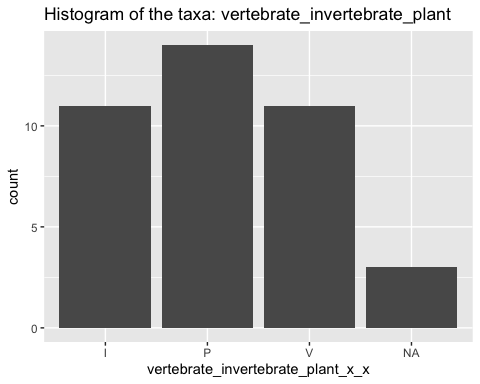 Histogram of the taxa: vertebrate_invertebrate_plant
count
10
5
0
I P V NA
vertebrate_invertebrate_plant_x_x